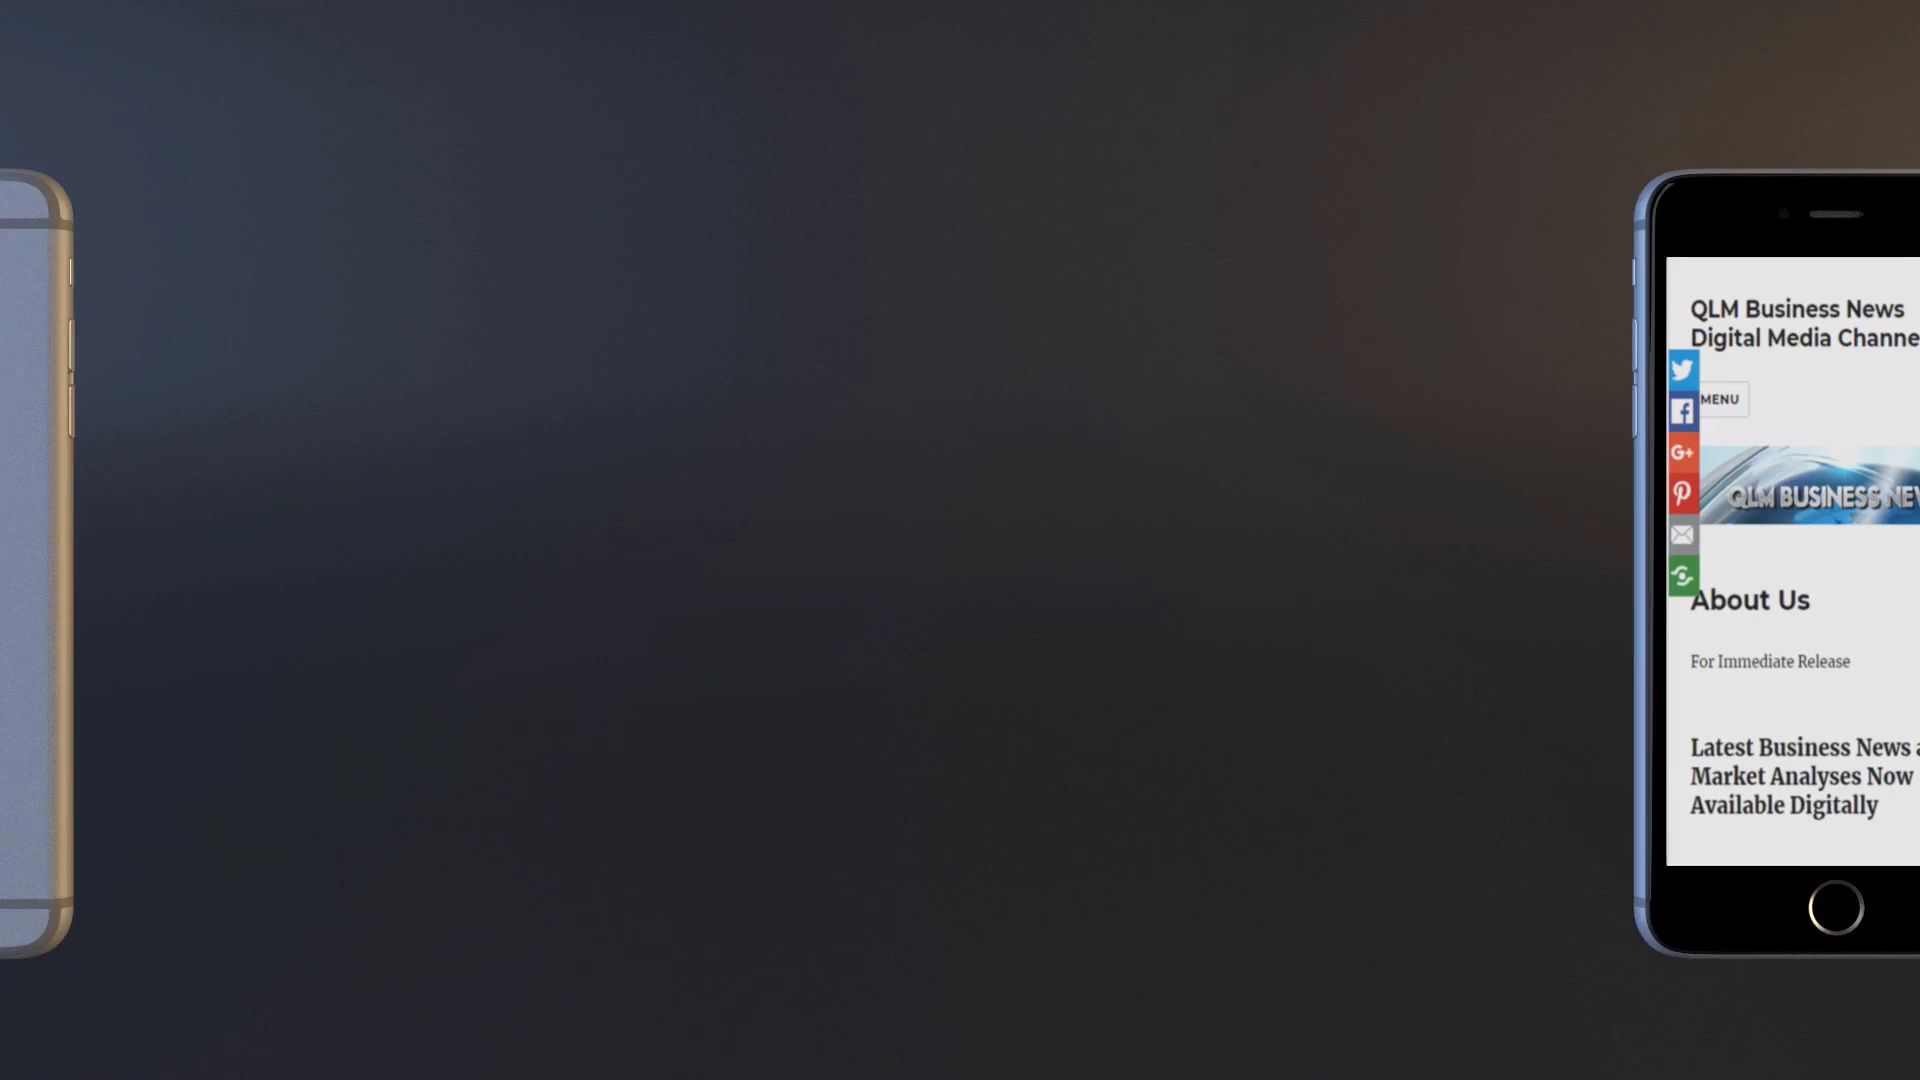 QLM Business News
Digital Media Channe
MENU
G+
QLM BUSINESS NEW
About Us
For Immediate Release
Latest Business News a
Market Analyses Now
Available Digitally